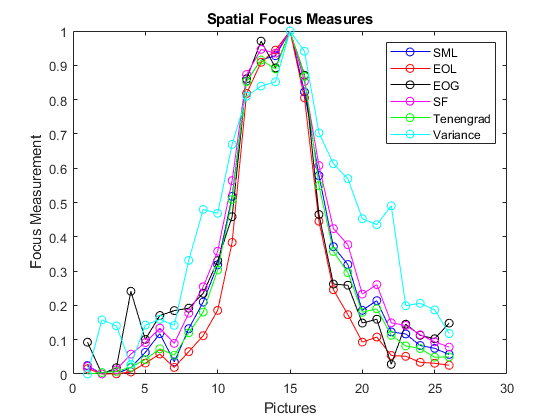 Spatial Focus Measures
SML
EOL
EOG
SF
Tenengrad
Variance
Focus Measurement
1
0.9
0.8
0.7
0.6
0.5
0.4
0.3
0.2
0.1
0
0
5
10
15
20
25
30
Pictures